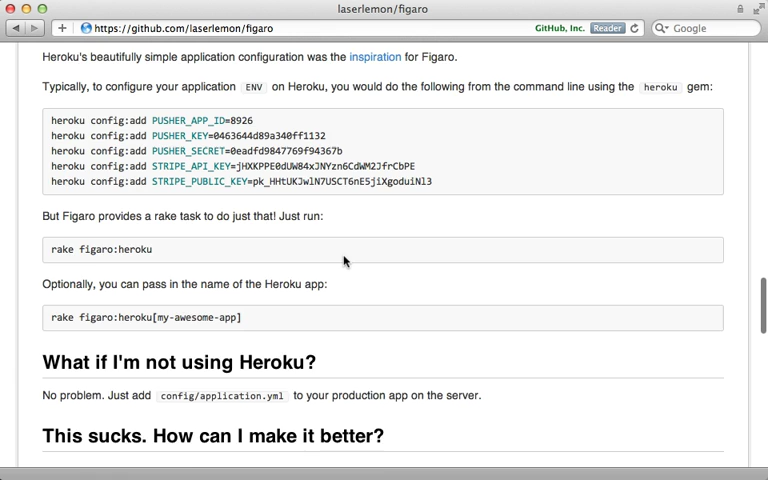 laserlemon/figaro
https://github.com/laserlemon/figaro
GitHub, Inc.
Reader
Google
Heroku's beautifully simple application configuration was the inspiration for Figaro.
Typically, to configure your application ENV on Heroku, you would do the following from the command line using the heroku gem:
heroku config:add PUSHER_APP_ID=8926
heroku config:add PUSHER_KEY=0463644d89a340ff1132
heroku config:add PUSHER_SECRET=0eadfd9847769f94367b
heroku config:add STRIPE_API_KEY=jHXKPPE0dUW84xJNYzn6CdWM2JfrCbPE
heroku config:add STRIPE_PUBLIC_KEY=pk_HHtUKJwlN7USCT6nE5jiXgoduiNl3
But Figaro provides a rake task to do just that! Just run:
rake figaro:heroku
Optionally, you can pass in the name of the Heroku app:
rake figaro:heroku[my-awesome-app]
What if I'm not using Heroku?
No problem. Just add config/application.yml to your production app on the server.
This sucks. How can I make it better?